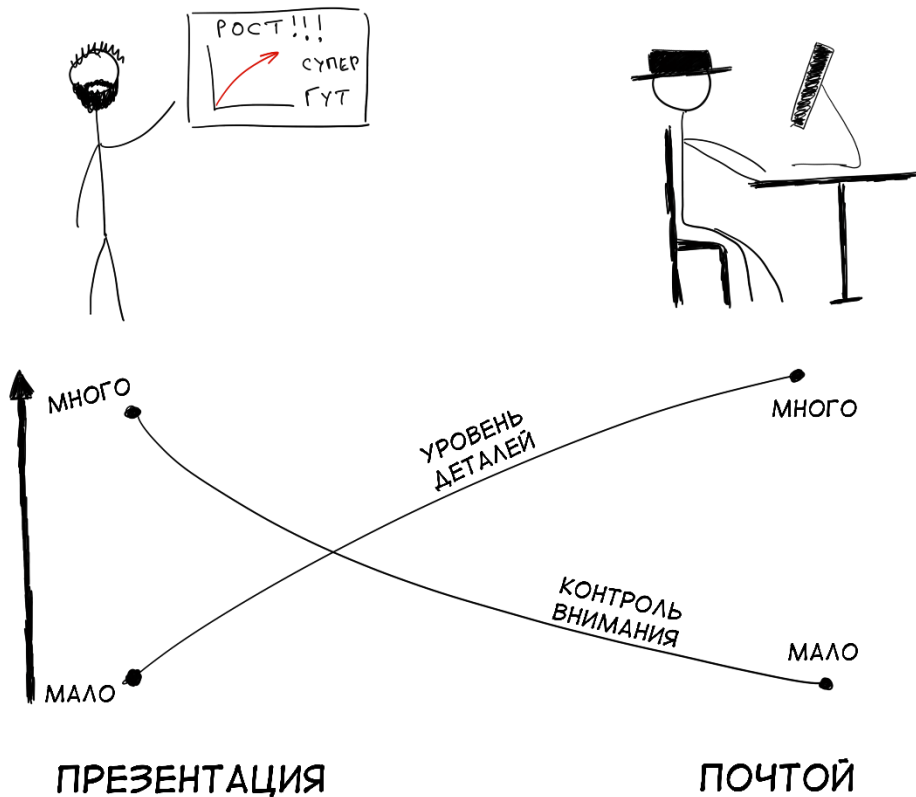 РОСТ!!!
СУПЕР
ГУТ
МНОГО
МНОГО
УРОВЕНЬ
ДЕТАЛЕЙ
КОНТРОЛЬ
ВНИМАНИЯ
МАЛО
МАЛО
ПРЕЗЕНТАЦИЯ
ПОЧТОЙ